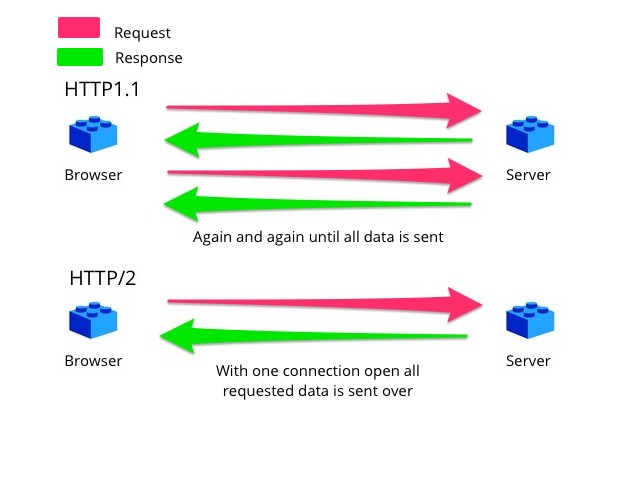 Request
Response
HTTP1.1
Browser
Server
Again and again until all data is sent
HTTP/2
Browser
Server
With one connection open all
requested data is sent over